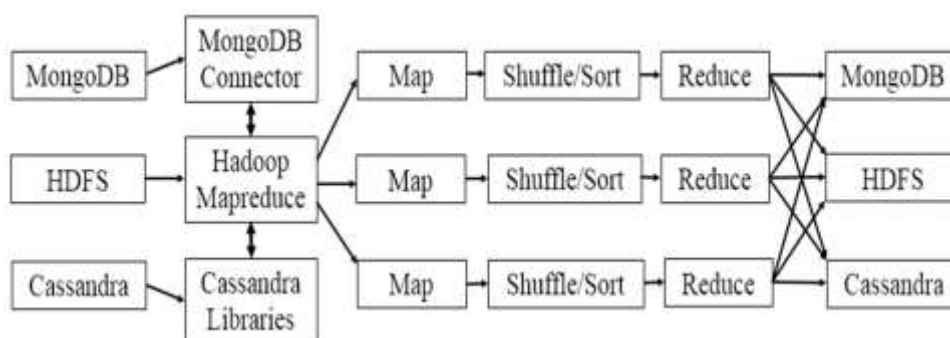 MongoDB
MongoDB
Connector
Map
Shuffle/Sort
Reduce
MongoDB
HDFS
Hadoop
Mapreduce
Map
Shuffle/Sort
Reduce
HDFS
Cassandra
Cassandra
Libraries
Map
Shuffle/Sort
Reduce
Cassandra